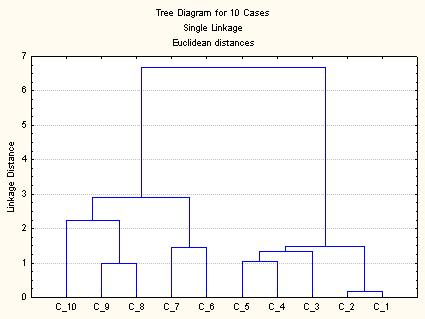 Tree Diagram for 10 Cases
Single Linkage
Euclidean distances
Linkage Distance
7
6
5
4
3
2
1
0
C_10 C_9 C_8 C_7 C_6 C_5 C_4 C_3 C_2 C_1